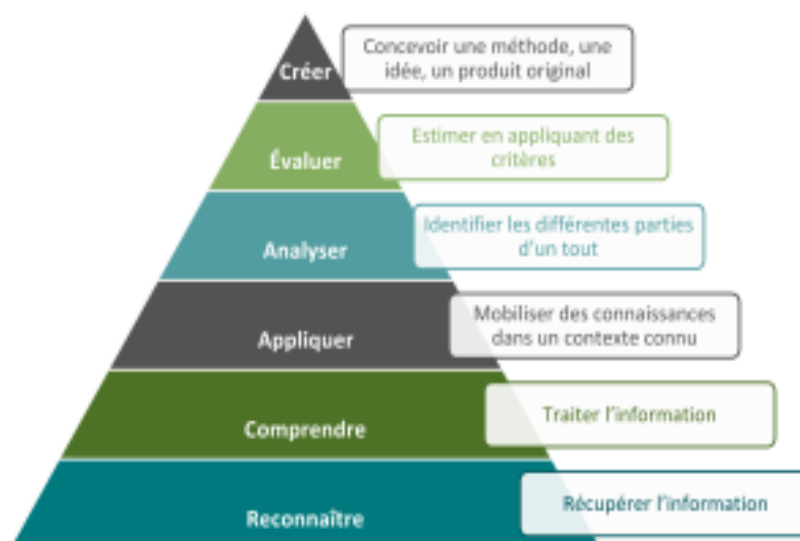 Créer
Concevoir une méthode, une
idée, un produit original
Évaluer
Estimer en appliquant des
critères
Analyser
Identifier les différentes parties
d'un tout
Appliquer
Mobiliser des connaissances
dans un contexte connu
Comprendre
Traiter l'information
Reconnaître
Récupérer l'information